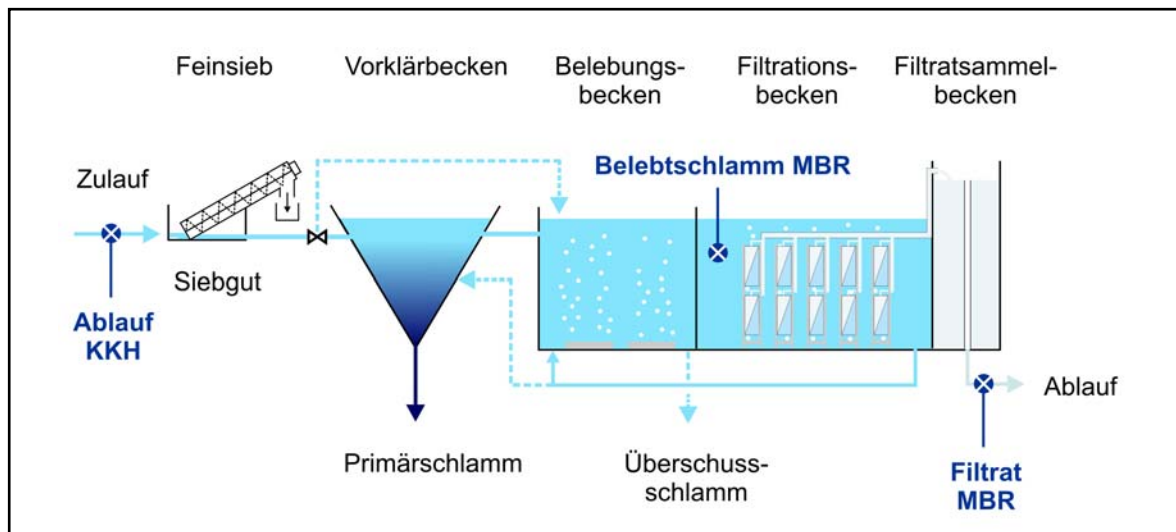 Feinsieb
Vorklärbecken
Belebungs-
becken
Filtrations-
becken
Filtratsammel-
becken
Zulauf
Belebtschlamm MBR
Siebgut
Ablauf
KKH
Ablauf
Primärschlamm
Überschuss-
schlamm
Filtrat
MBR